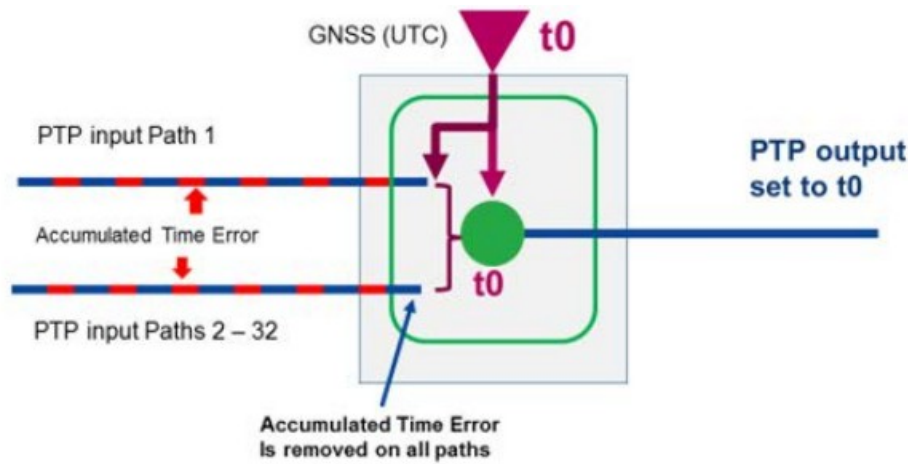 GNSS (UTC)
t0
PTP input Path 1
PTP output
set to t0
Accumulated Time Error
t0
PTP input Paths 2 – 32
Accumulated Time Error
Is removed on all paths